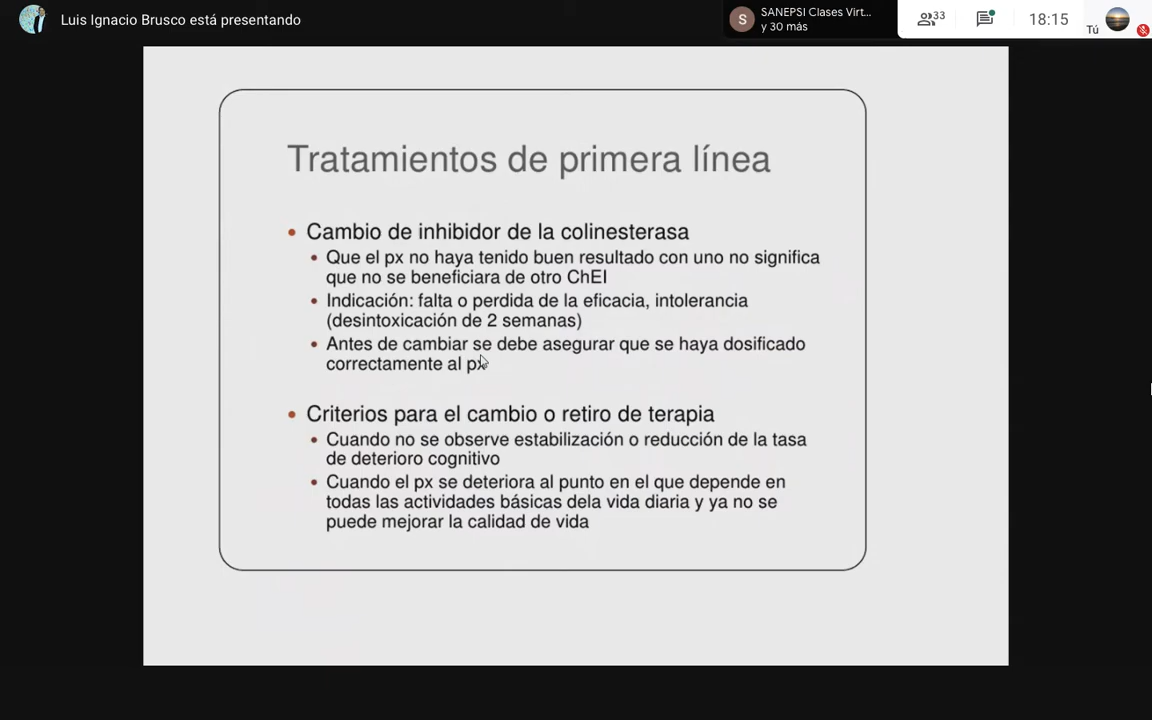 Luis Ignacio Brusco está presentando
S
SANEPSI Clases Virt...
y 30 más
33
18:15
Tú
Tratamientos de primera línea
Cambio de inhibidor de la colinesterasa
Que el px no haya tenido buen resultado con uno no significa
que no se beneficiara de otro ChEI
Indicación: falta o perdida de la eficacia, intolerancia
(desintoxicación de 2 semanas)
Antes de cambiar se debe asegurar que se haya dosificado
correctamente al px
Criterios para el cambio o retiro de terapia
Cuando no se observe estabilización o reducción de la tasa
de deterioro cognitivo
Cuando el px se deteriora al punto en el que depende en
todas las actividades básicas dela vida diaria y ya no se
puede mejorar la calidad de vida